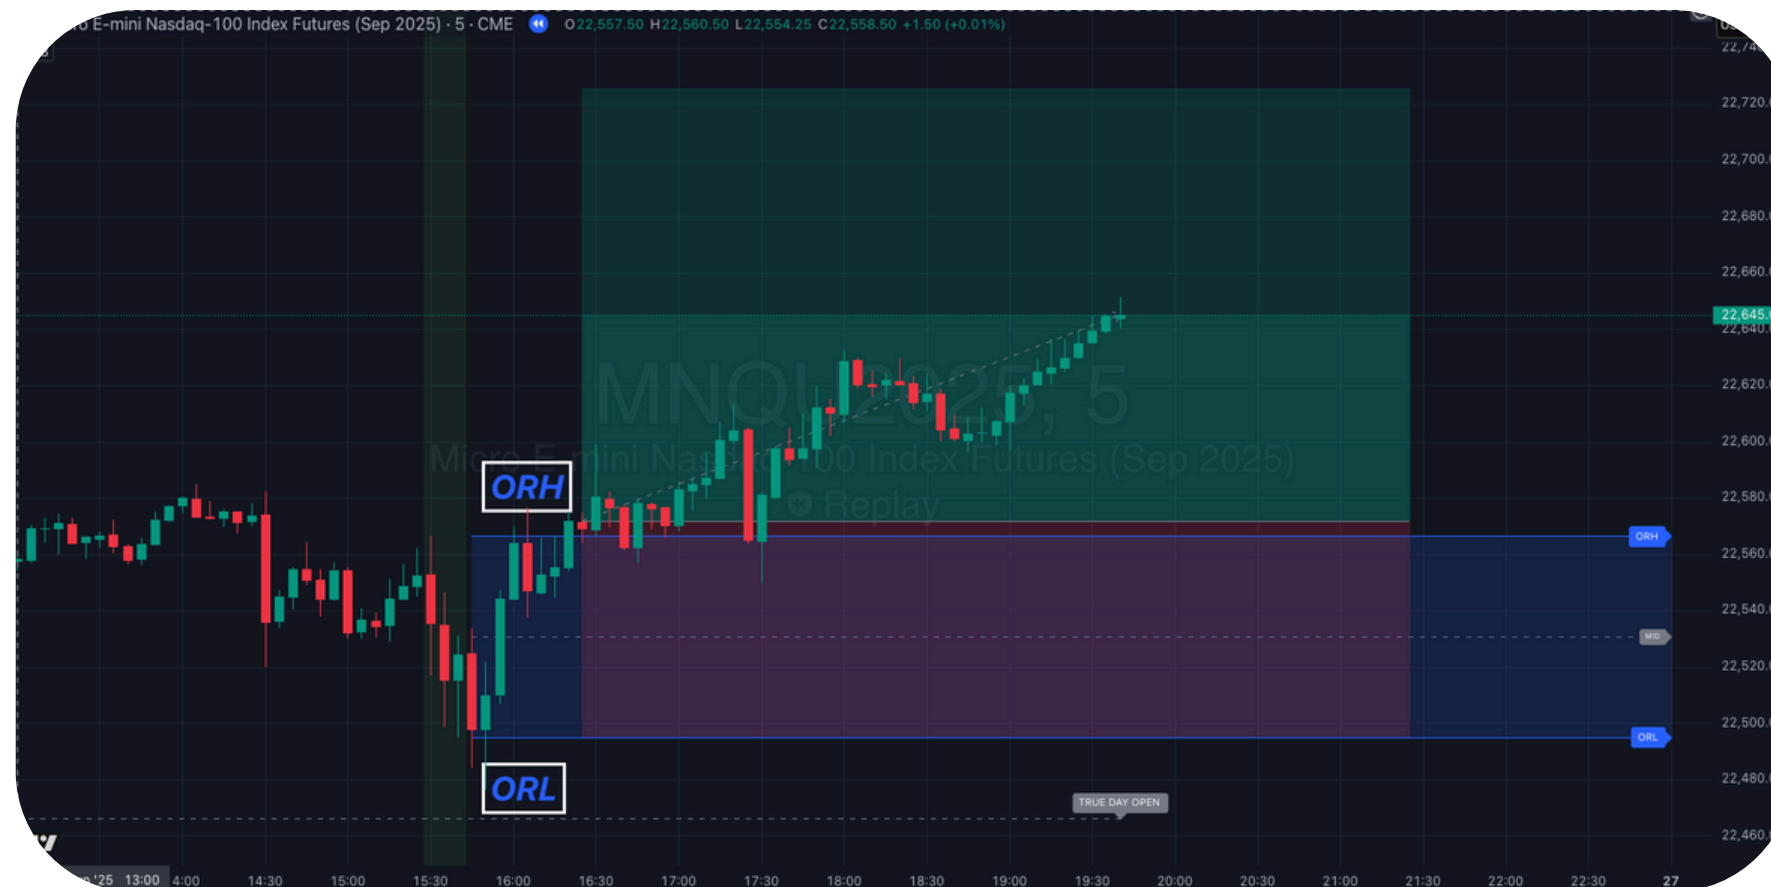 E-mini Nasdaq-100 Index Futures (Sep 2025) · 5 · CME O22,557.50 H22,560.50 L22,554.25 C22,558.50 +1.50 (+0.01%)
22,720.
22,700.
22,680.
22,660.
22,645.
22,640.
22,620.
MNQU2025, 5
22,600.
Micro E-mini Nasdaq-100 Index Futures (Sep 2025)
ORH
22,580.
Replay
ORH
22,560.
22,540.
MID
22,520.
22,500.
ORL
22,480.
ORL
TRUE DAY OPEN
22,460.
'25 13:00 4:00 14:30 15:00 15:30 16:00 16:30 17:00 17:30 18:00 18:30 19:00 19:30 20:00 20:30 21:00 21:30 22:00 22:30 27